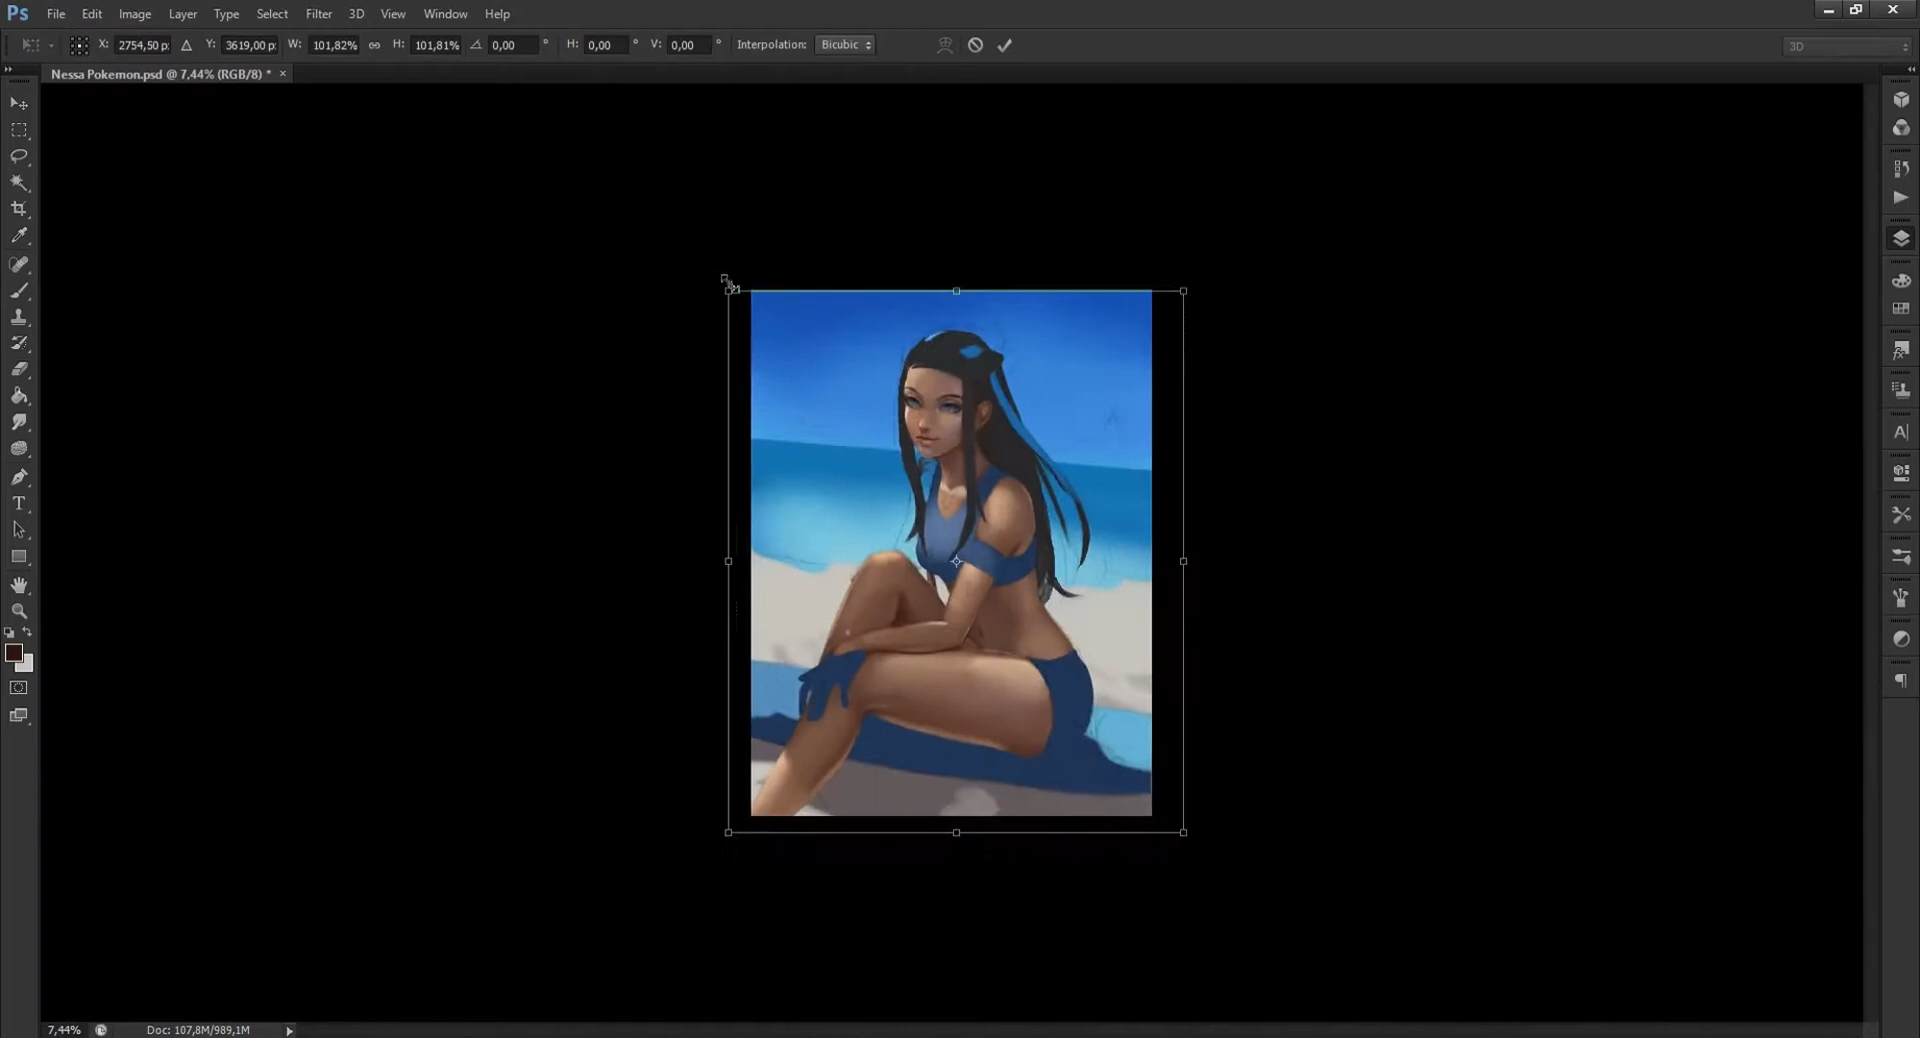 Ps File Edit Image Layer Type Select Filter 3D View Window Help
X: 2754,50 p: Y: 3619,00 p: W: 101,82% H: 101,81% 0,00 ° H: 0,00 ° V: 0,00 ° Interpolation: Bicubic 3D
Nessa Pokemon.psd @ 7,44% (RGB/8) * ×
7,44% Doc: 107,8M/989,1M